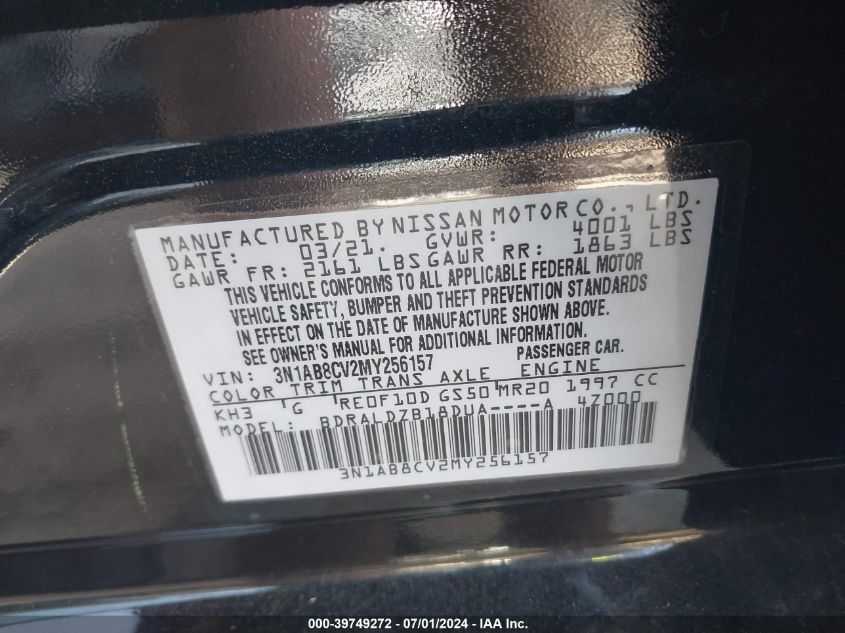 MANUFACTURED BY NISSAN MOTOR CO., LTD.
DATE: 03/21. GVWR: 4001 LBS
GAWR FR: 2161 LBS GAWR RR: 1863 LBS
THIS VEHICLE CONFORMS TO ALL APPLICABLE FEDERAL MOTOR
VEHICLE SAFETY, BUMPER AND THEFT PREVENTION STANDARDS
IN EFFECT ON THE DATE OF MANUFACTURE SHOWN ABOVE.
SEE OWNER'S MANUAL FOR ADDITIONAL INFORMATION.
VIN: 3N1AB8CV2MY256157 PASSENGER CAR.
COLOR TRIM TRANS AXLE ENGINE
KH3 G RE0F10D GS50 MR20 1997 CC
MODEL: BDRALDZB18DUA----A 4Z000
3N1AB8CV2MY256157
000-39749272 - 07/01/2024 - IAA Inc.